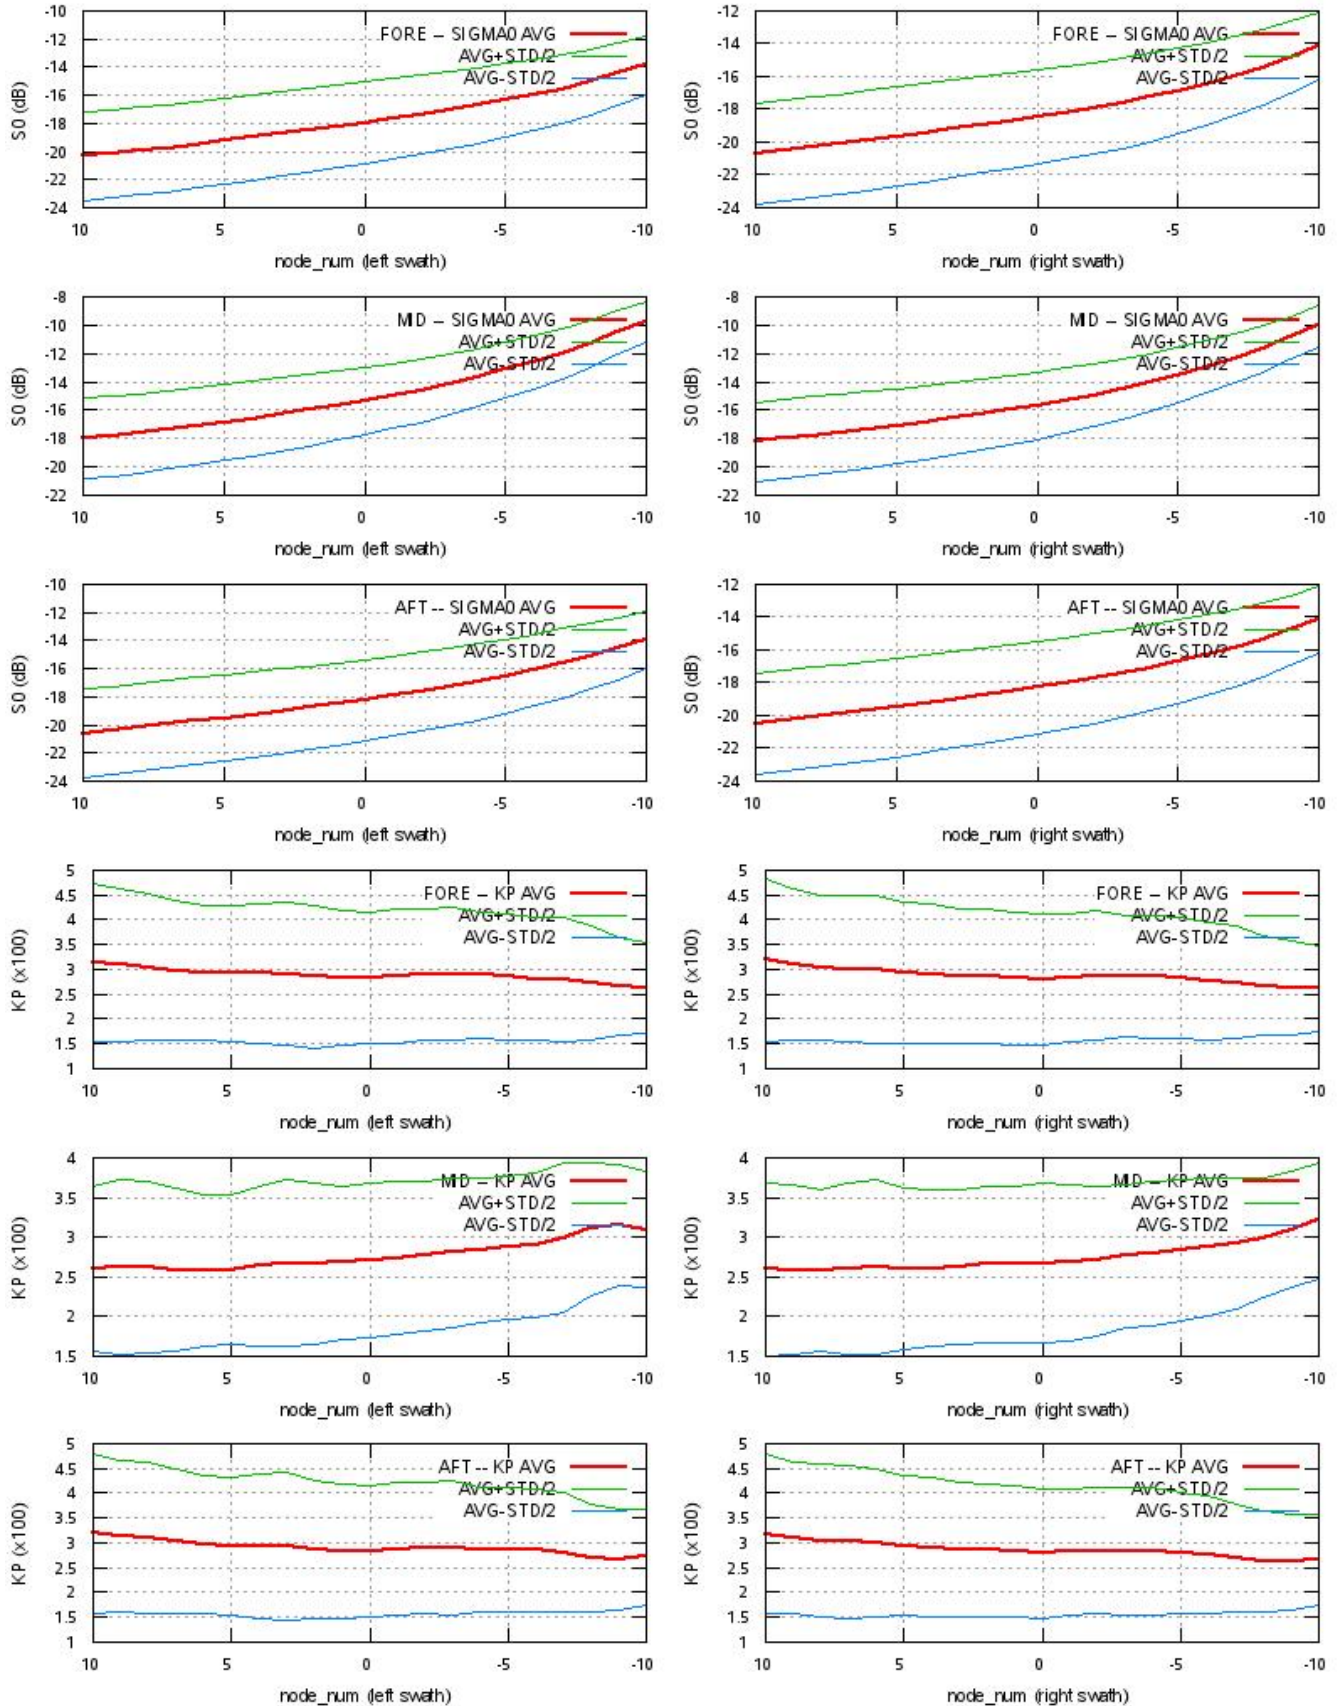 -10
-12
-14
-16
-18
-20
-22
-24
S0 (dB)
FORE -- SIGMA0 AVG
AVG+STD/2
AVG-STD/2
10 5 0 -5 -10
node_num (left swath)
-12
-14
-16
-18
-20
-22
-24
S0 (dB)
FORE -- SIGMA0 AVG
AVG+STD/2
AVG-STD/2
10 5 0 -5 -10
node_num (right swath)
-8
-10
-12
-14
-16
-18
-20
-22
S0 (dB)
MID -- SIGMA0 AVG
AVG+STD/2
AVG-STD/2
10 5 0 -5 -10
node_num (left swath)
-8
-10
-12
-14
-16
-18
-20
-22
S0 (dB)
MID -- SIGMA0 AVG
AVG+STD/2
AVG-STD/2
10 5 0 -5 -10
node_num (right swath)
-10
-12
-14
-16
-18
-20
-22
-24
S0 (dB)
AFT -- SIGMA0 AVG
AVG+STD/2
AVG-STD/2
10 5 0 -5 -10
node_num (left swath)
-12
-14
-16
-18
-20
-22
-24
S0 (dB)
AFT -- SIGMA0 AVG
AVG+STD/2
AVG-STD/2
10 5 0 -5 -10
node_num (right swath)
5
4.5
4
3.5
3
2.5
2
1.5
1
KP (x100)
FORE -- KP AVG
AVG+STD/2
AVG-STD/2
10 5 0 -5 -10
node_num (left swath)
5
4.5
4
3.5
3
2.5
2
1.5
1
KP (x100)
FORE -- KP AVG
AVG+STD/2
AVG-STD/2
10 5 0 -5 -10
node_num (right swath)
4
3.5
3
2.5
2
1.5
KP (x100)
MID -- KP AVG
AVG+STD/2
AVG-STD/2
10 5 0 -5 -10
node_num (left swath)
4
3.5
3
2.5
2
1.5
KP (x100)
MID -- KP AVG
AVG+STD/2
AVG-STD/2
10 5 0 -5 -10
node_num (right swath)
5
4.5
4
3.5
3
2.5
2
1.5
1
KP (x100)
AFT -- KP AVG
AVG+STD/2
AVG-STD/2
10 5 0 -5 -10
node_num (left swath)
5
4.5
4
3.5
3
2.5
2
1.5
1
KP (x100)
AFT -- KP AVG
AVG+STD/2
AVG-STD/2
10 5 0 -5 -10
node_num (right swath)